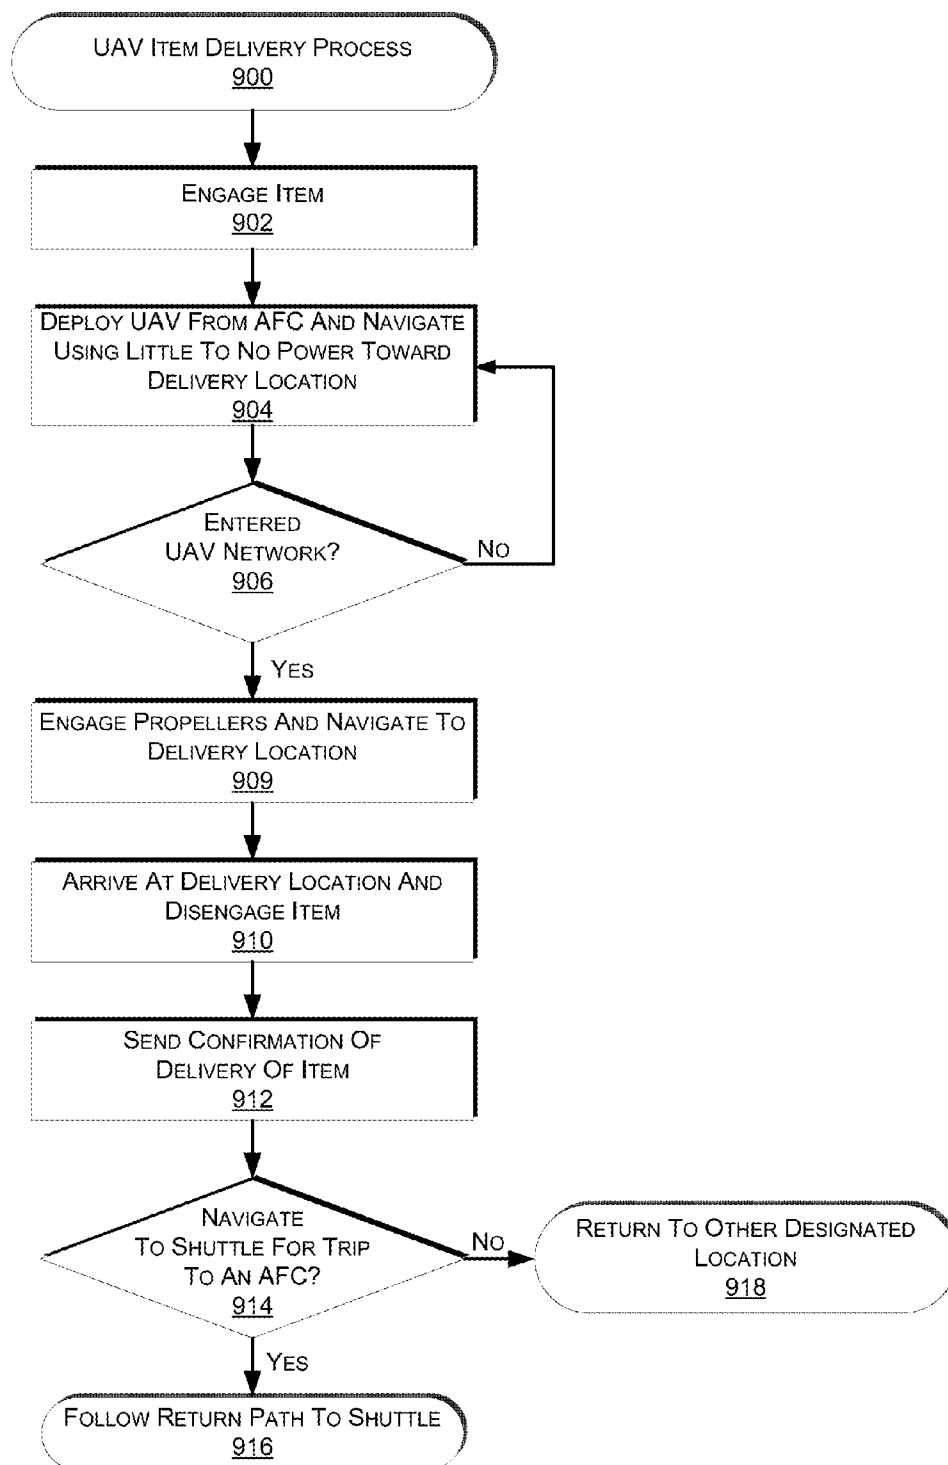 UAV ITEM DELIVERY PROCESS
900
ENGAGE ITEM
902
DEPLOY UAV FROM AFC AND NAVIGATE
USING LITTLE TO NO POWER TOWARD
DELIVERY LOCATION
904
ENTERED
UAV NETWORK?
906
NO
YES
ENGAGE PROPELLERS AND NAVIGATE TO
DELIVERY LOCATION
909
ARRIVE AT DELIVERY LOCATION AND
DISENGAGE ITEM
910
SEND CONFIRMATION OF
DELIVERY OF ITEM
912
NAVIGATE
TO SHUTTLE FOR TRIP
TO AN AFC?
914
NO
RETURN TO OTHER DESIGNATED
LOCATION
918
YES
FOLLOW RETURN PATH TO SHUTTLE
916